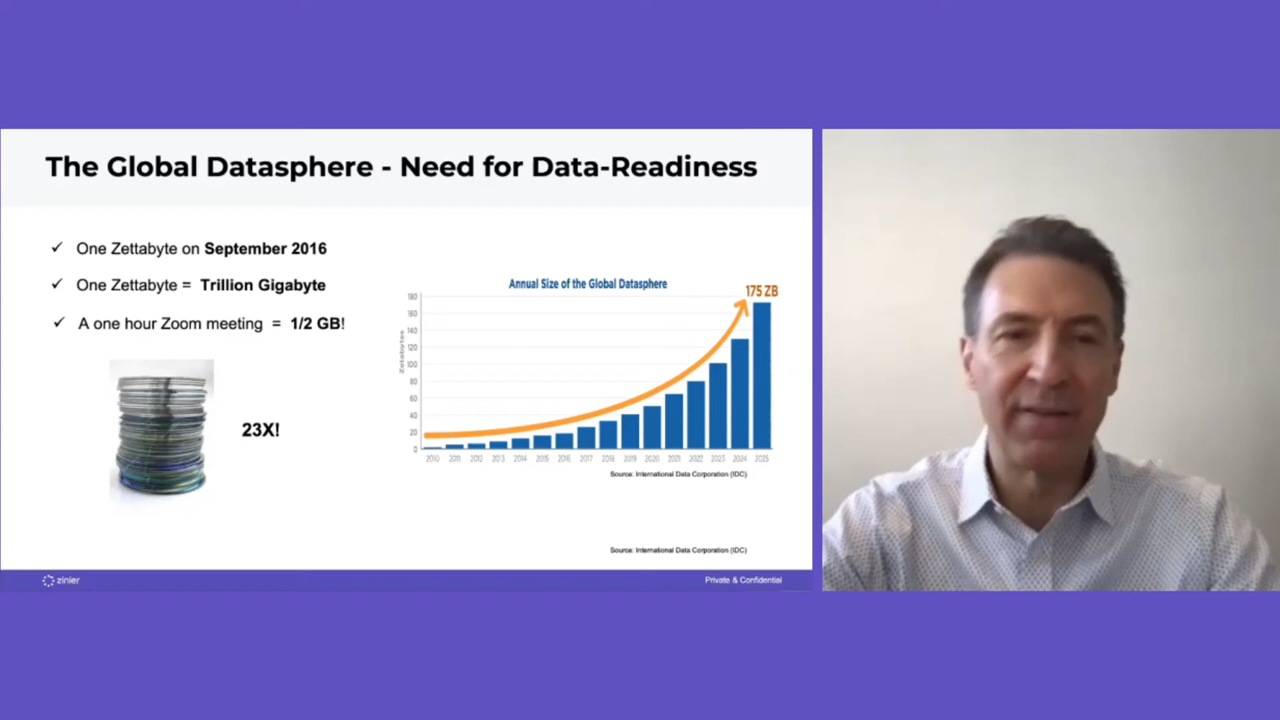 The Global Datasphere - Need for Data-Readiness
✓ One Zettabyte on September 2016
✓ One Zettabyte = Trillion Gigabyte
✓ A one hour Zoom meeting = 1/2 GB!
23X!
Annual Size of the Global Datasphere
175 ZB
Zetabytes
180
160
140
120
100
80
60
40
20
0
2010 2011 2012 2013 2014 2015 2016 2017 2018 2019 2020 2021 2022 2023 2024 2025
Source: International Data Corporation (IDC)
Source: International Data Corporation (IDC)
zinier
Private & Confidential